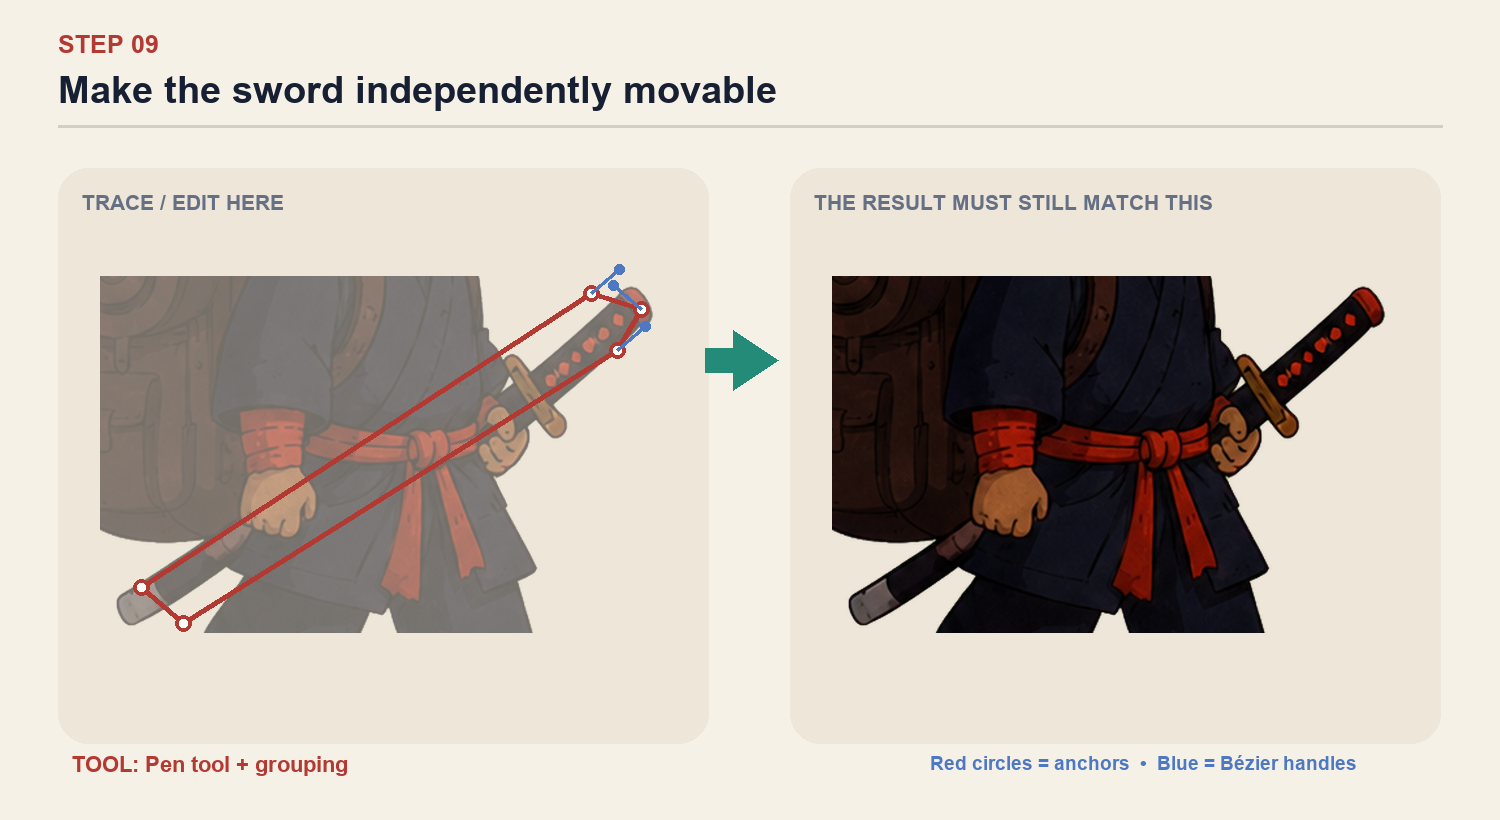 STEP 09
Make the sword independently movable
TRACE / EDIT HERE
THE RESULT MUST STILL MATCH THIS
TOOL: Pen tool + grouping
Red circles = anchors • Blue = Bézier handles